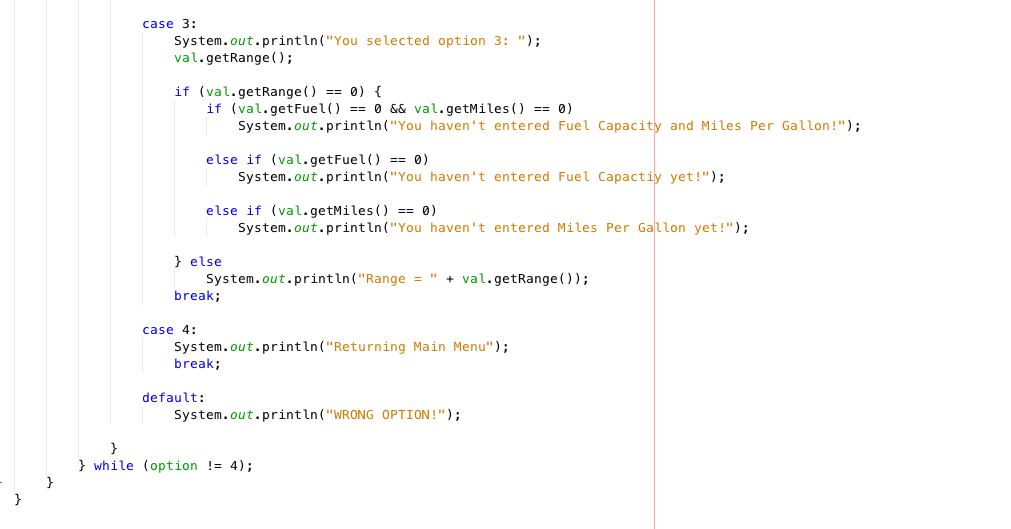 case 3:
System.out.println("You selected option 3: ");
val.getRange();
if (val.getRange() == 0) {
if (val.getFuel() == 0 && val.getMiles() == 0)
System.out.println("You haven't entered Fuel Capacity and Miles Per Gallon!");
else if (val.getFuel() == 0)
System.out.println("You haven't entered Fuel Capactiy yet!");
else if (val.getMiles() == 0)
System.out.println("You haven't entered Miles Per Gallon yet!");
} else
System.out.println("Range = " + val.getRange());
break;
case 4:
System.out.println("Returning Main Menu");
break;
default:
System.out.println("WRONG OPTION!");
}
} while (option != 4);
}
}